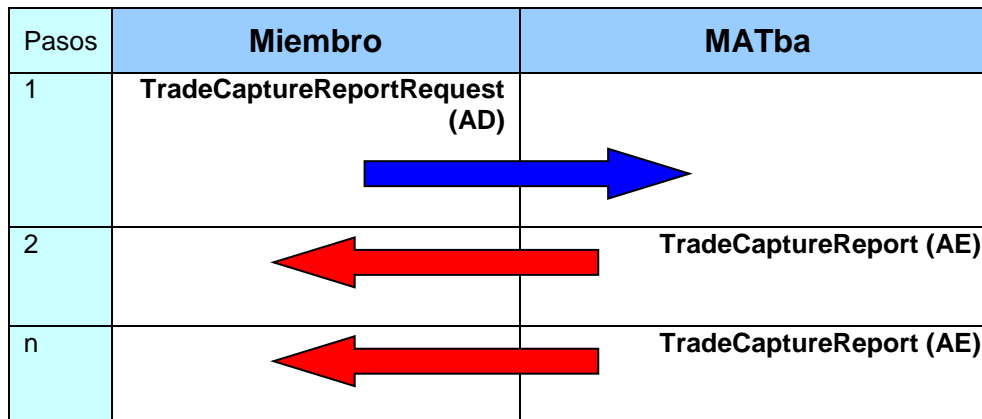 Pasos Miembro MATba
1 TradeCaptureReportRequest
(AD)
2 TradeCaptureReport (AE)
n TradeCaptureReport (AE)